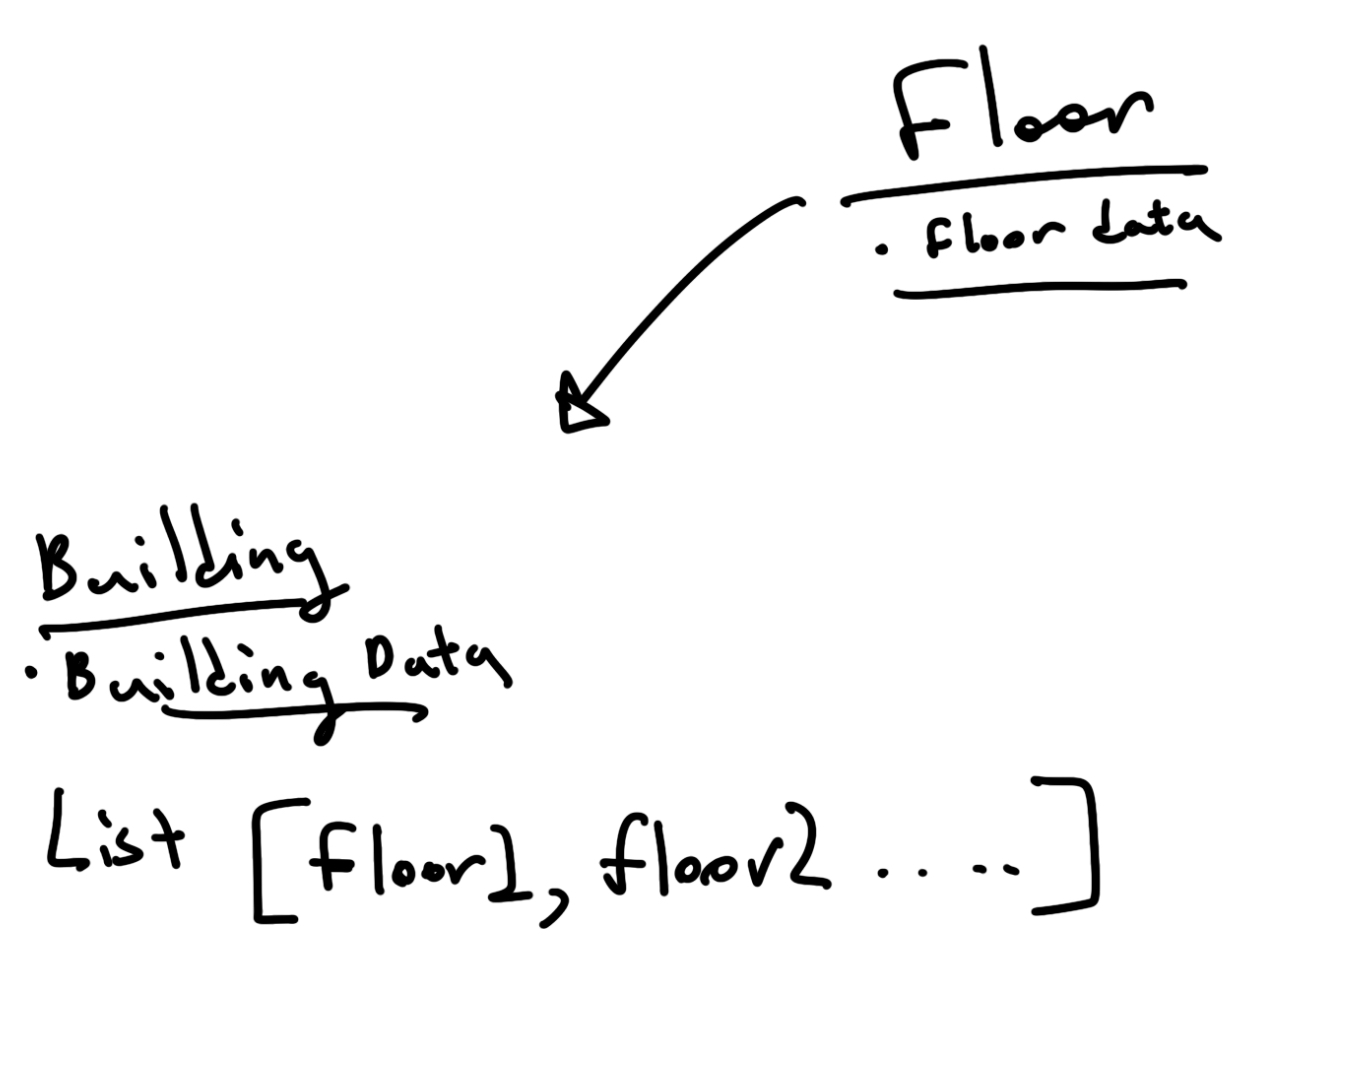 Floor
. floor data
Building
. Building Data
List [floor1, floor2 .....]